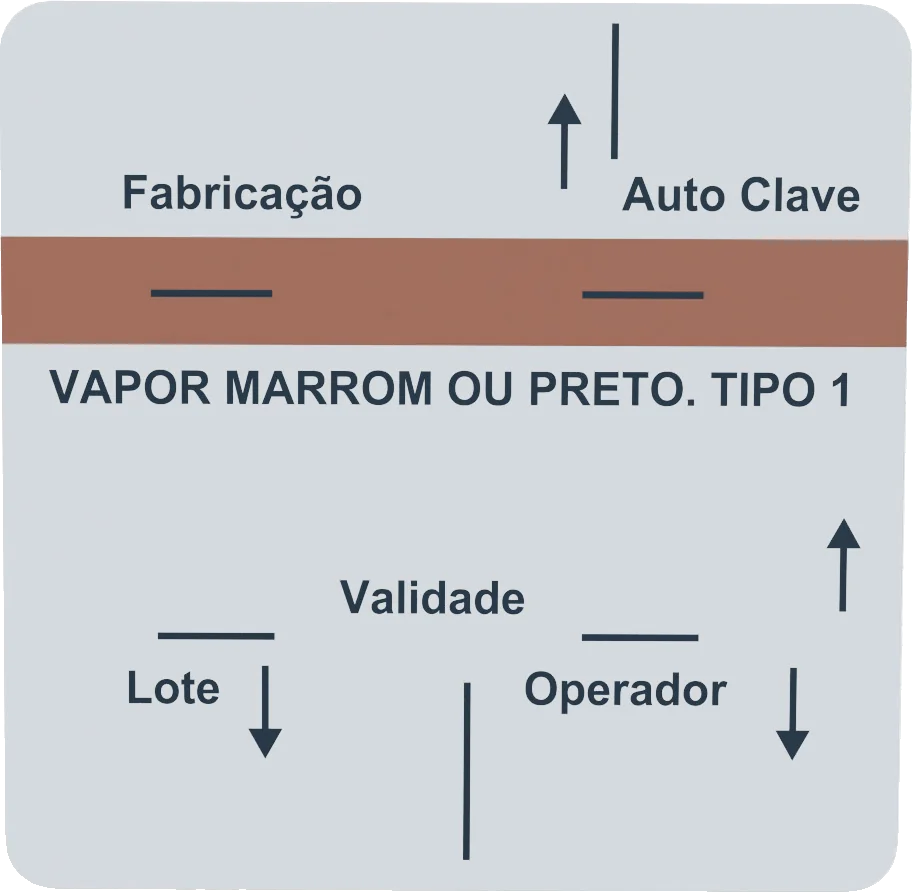 Fabricação
Auto Clave
VAPOR MARROM OU PRETO. TIPO 1
Validade
Lote
Operador